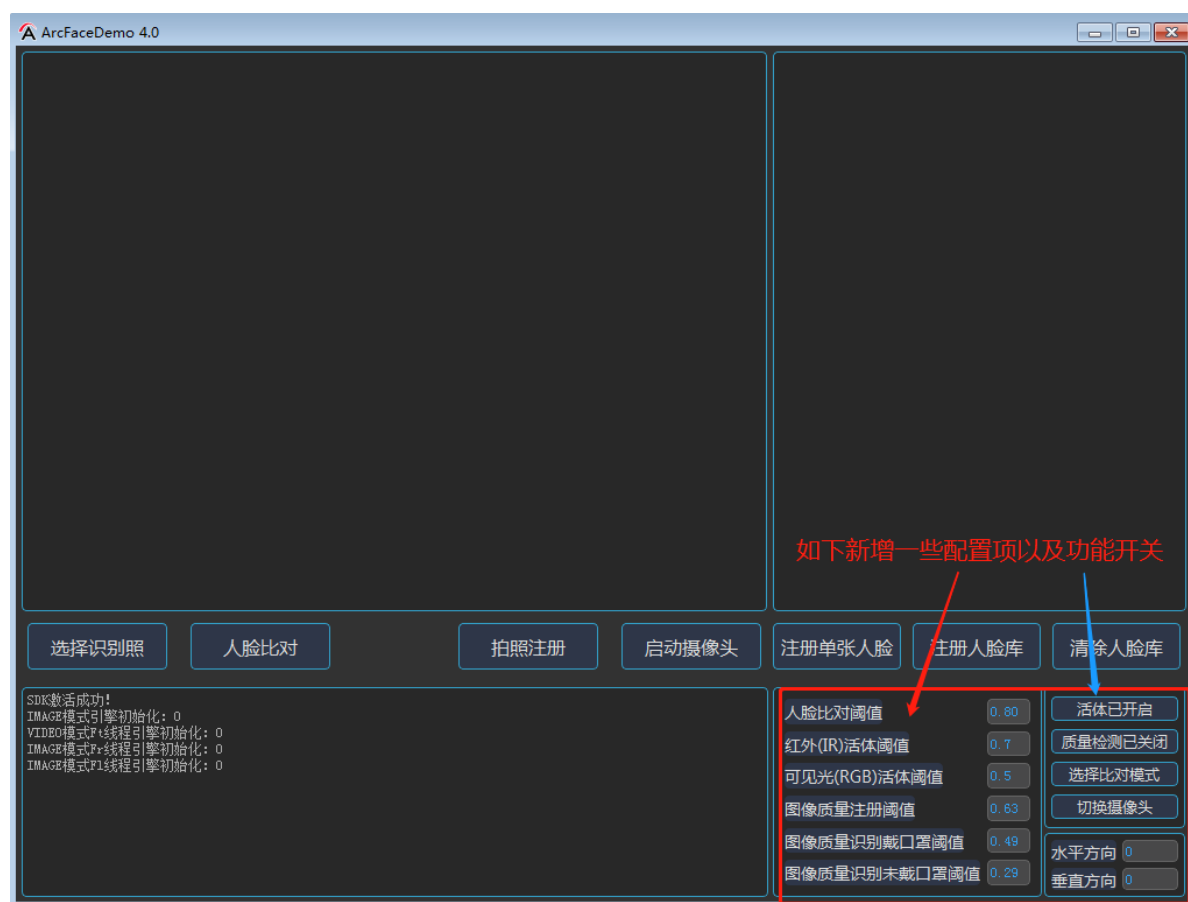 ArcFaceDemo 4.0
如下新增一些配置项以及功能开关
选择识别照
人脸比对
拍照注册
启动摄像头
注册单张人脸
注册人脸库
清除人脸库
SDK激活成功!
IMAGE模式引擎初始化: 0
VIDEO模式Ft线程引擎初始化: 0
IMAGE模式Fr线程引擎初始化: 0
IMAGE模式Fl线程引擎初始化: 0
人脸比对阈值 0.80
红外(IR)活体阈值 0.7
可见光(RGB)活体阈值 0.5
图像质量注册阈值 0.63
图像质量识别戴口罩阈值 0.49
图像质量识别未戴口罩阈值 0.29
活体已开启
质量检测已关闭
选择比对模式
切换摄像头
水平方向 0
垂直方向 0